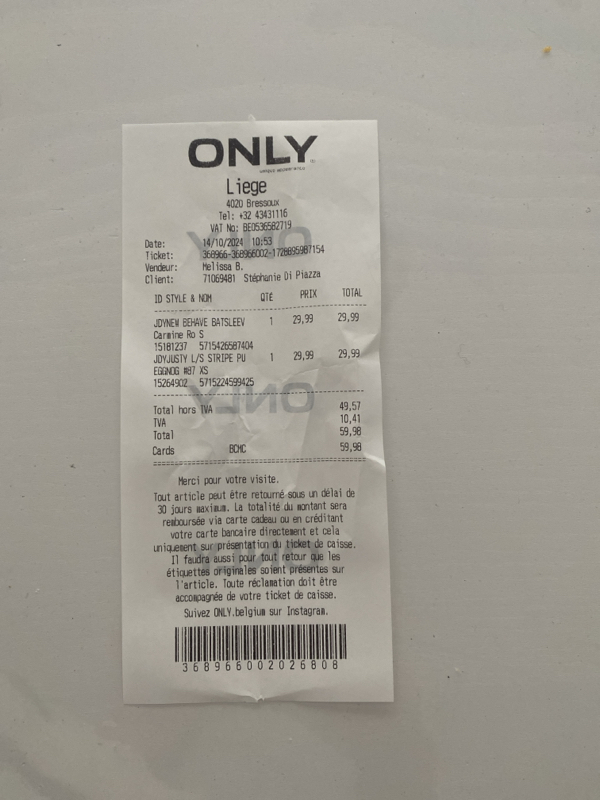 ONLY
Liege
4020 Bressoux
Tel: +32 43431116
VAT No: BE0536582719
Date: 14/10/2024 10:53
Ticket: 368966-368966002-1728895987154
Vendeur: Melissa B.
Client: 71069481 Stéphanie Di Piazza
ID STYLE & NOM QTÉ PRIX TOTAL
JDYNEW BEHAVE BATSLEEV 1 29,99 29,99
Carmine Ro S
15181237 5715426587404
JDYJUSTY L/S STRIPE PU 1 29,99 29,99
EGGNOG #87 XS
15264902 5715224599425
Total hors TVA 49,57
TVA 10,41
Total 59,98
Cards BCMC 59,98
Merci pour votre visite.
Tout article peut être retourné sous un délai de
30 jours maximum. La totalité du montant sera
remboursée via carte cadeau ou en créditant
votre carte bancaire directement et cela
uniquement sur présentation du ticket de caisse.
Il faudra aussi pour tout retour que les
étiquettes originales soient présentes sur
l'article. Toute réclamation doit être
accompagnée de votre ticket de caisse.
Suivez ONLY.belgium sur Instagram.
368966002026808